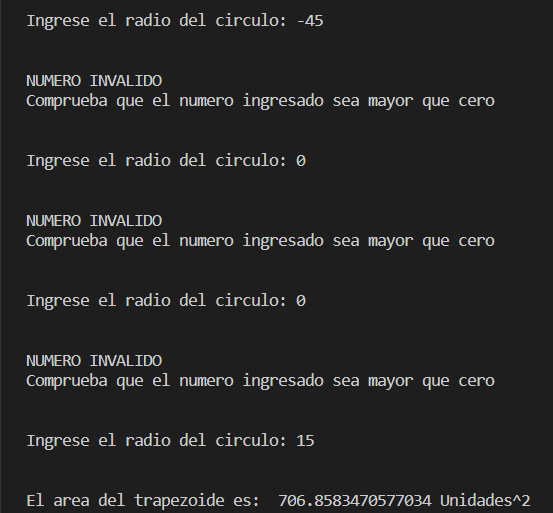 Ingrese el radio del circulo: -45
NUMERO INVALIDO
Comprueba que el numero ingresado sea mayor que cero
Ingrese el radio del circulo: 0
NUMERO INVALIDO
Comprueba que el numero ingresado sea mayor que cero
Ingrese el radio del circulo: 0
NUMERO INVALIDO
Comprueba que el numero ingresado sea mayor que cero
Ingrese el radio del circulo: 15
El area del trapezoide es:  706.8583470577034 Unidades^2